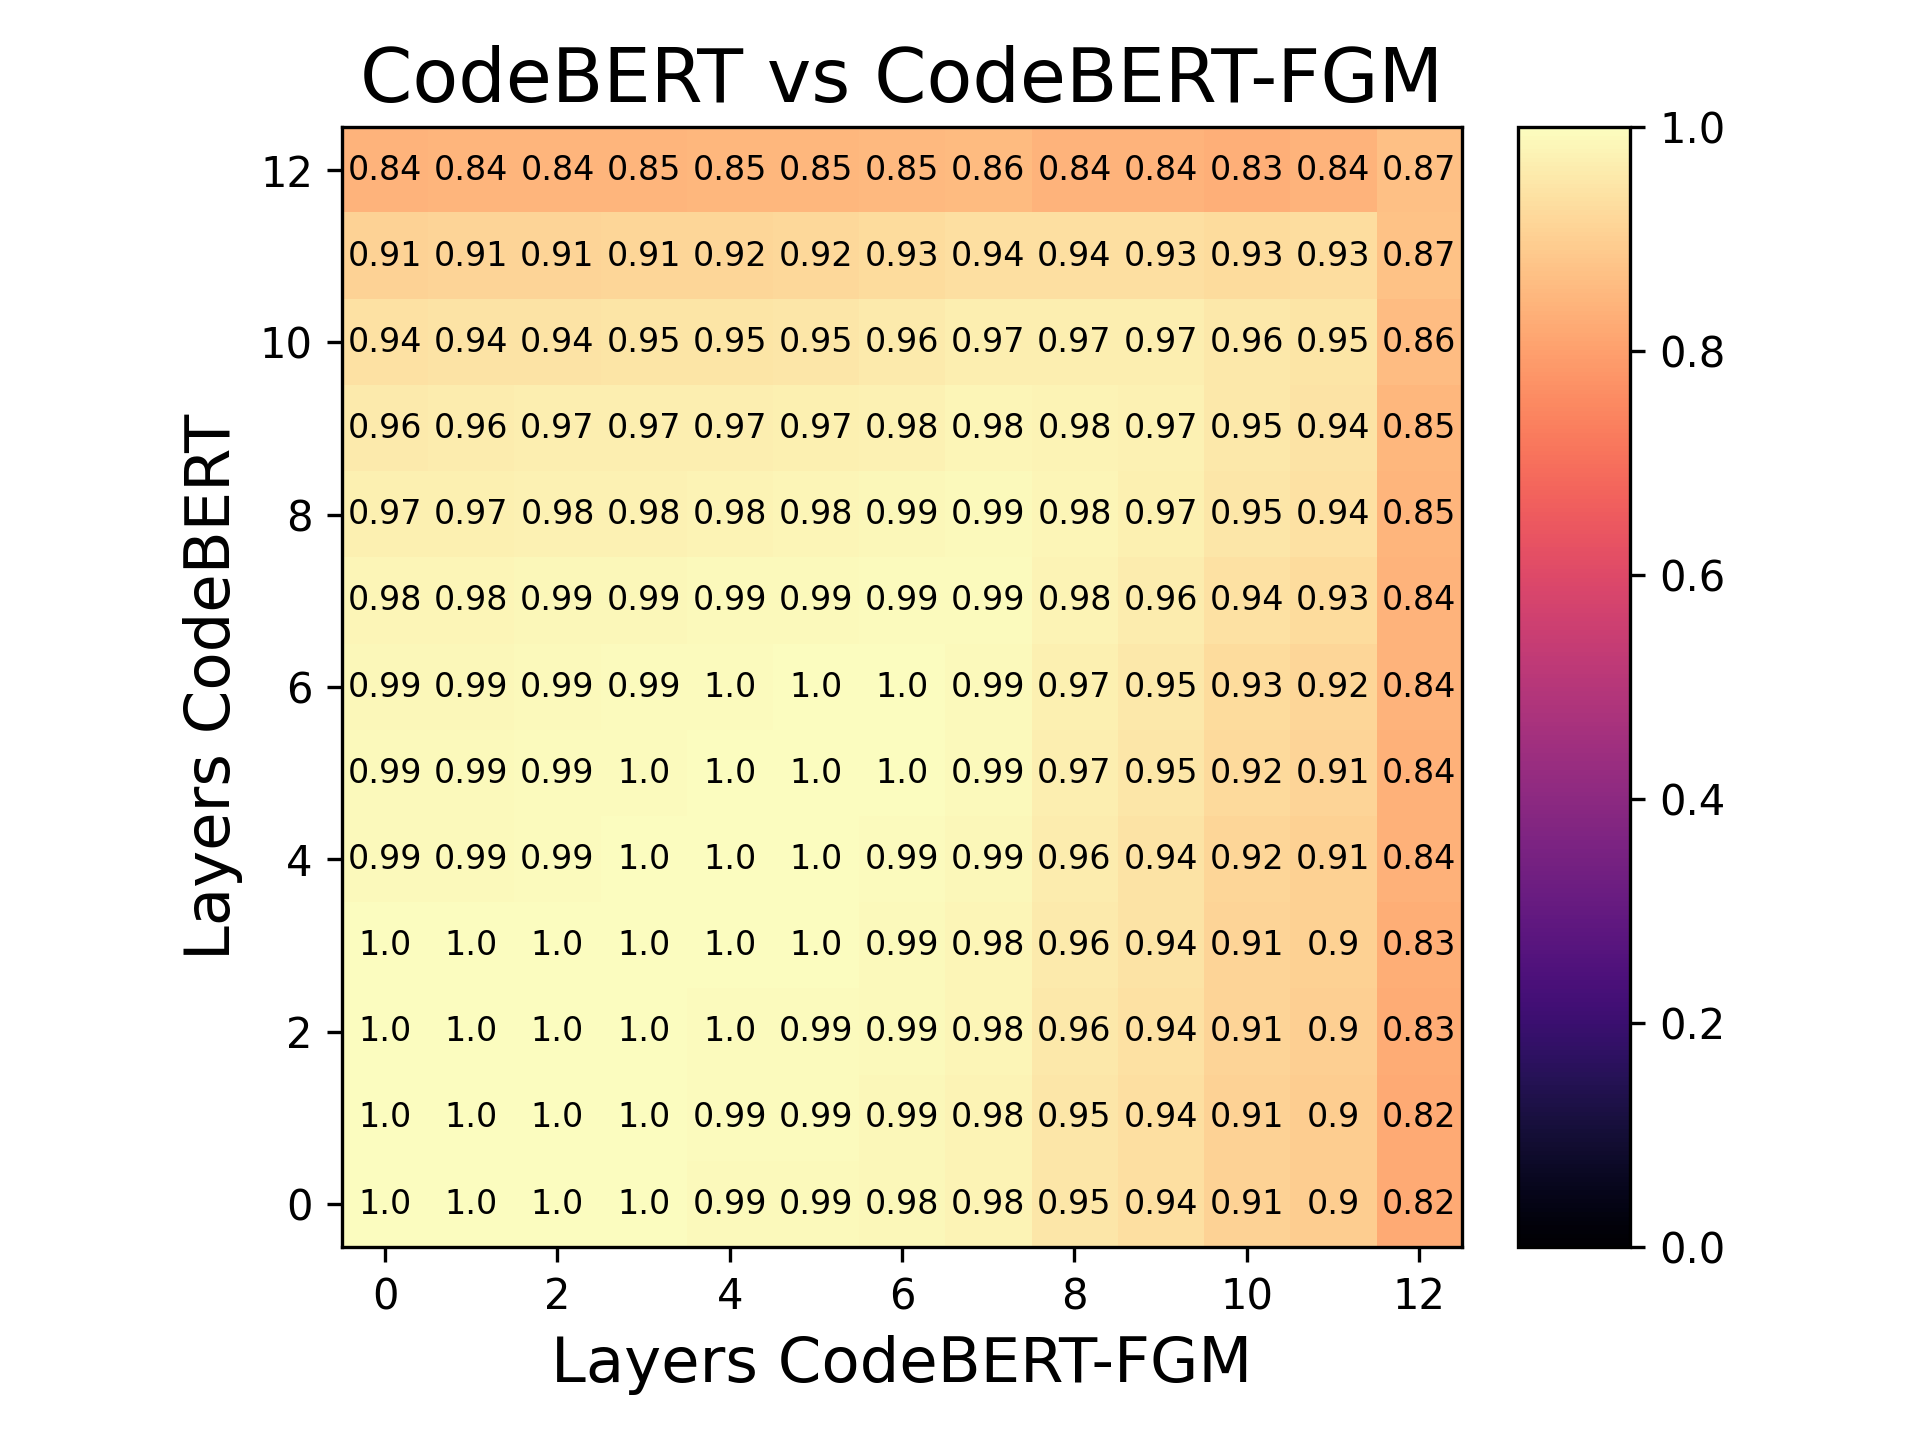 CodeBERT vs CodeBERT-FGM
12 0.84 0.84 0.84 0.85 0.85 0.85 0.85 0.86 0.84 0.84 0.83 0.84 0.87
0.91 0.91 0.91 0.91 0.92 0.92 0.93 0.94 0.94 0.93 0.93 0.93 0.87
10 0.94 0.94 0.94 0.95 0.95 0.95 0.96 0.97 0.97 0.97 0.96 0.95 0.86
0.96 0.96 0.97 0.97 0.97 0.97 0.98 0.98 0.98 0.97 0.95 0.94 0.85
8 0.97 0.97 0.98 0.98 0.98 0.98 0.99 0.99 0.98 0.97 0.95 0.94 0.85
0.98 0.98 0.99 0.99 0.99 0.99 0.99 0.99 0.98 0.96 0.94 0.93 0.84
6 0.99 0.99 0.99 0.99 1.0 1.0 1.0 0.99 0.97 0.95 0.93 0.92 0.84
0.99 0.99 0.99 1.0 1.0 1.0 1.0 0.99 0.97 0.95 0.92 0.91 0.84
4 0.99 0.99 0.99 1.0 1.0 1.0 0.99 0.99 0.96 0.94 0.92 0.91 0.84
1.0 1.0 1.0 1.0 1.0 1.0 0.99 0.98 0.96 0.94 0.91 0.9 0.83
2 1.0 1.0 1.0 1.0 1.0 0.99 0.99 0.98 0.96 0.94 0.91 0.9 0.83
1.0 1.0 1.0 1.0 0.99 0.99 0.99 0.98 0.95 0.94 0.91 0.9 0.82
0 1.0 1.0 1.0 1.0 0.99 0.99 0.98 0.98 0.95 0.94 0.91 0.9 0.82
0 2 4 6 8 10 12
Layers CodeBERT-FGM
Layers CodeBERT
1.0
0.8
0.6
0.4
0.2
0.0